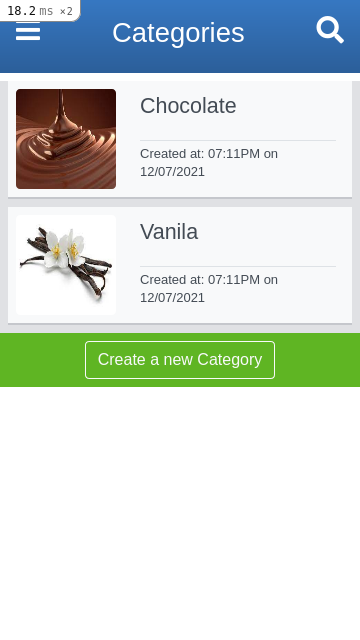 18.2 ms ×2
Categories
Chocolate
Created at: 07:11PM on
12/07/2021
Vanila
Created at: 07:11PM on
12/07/2021
Create a new Category